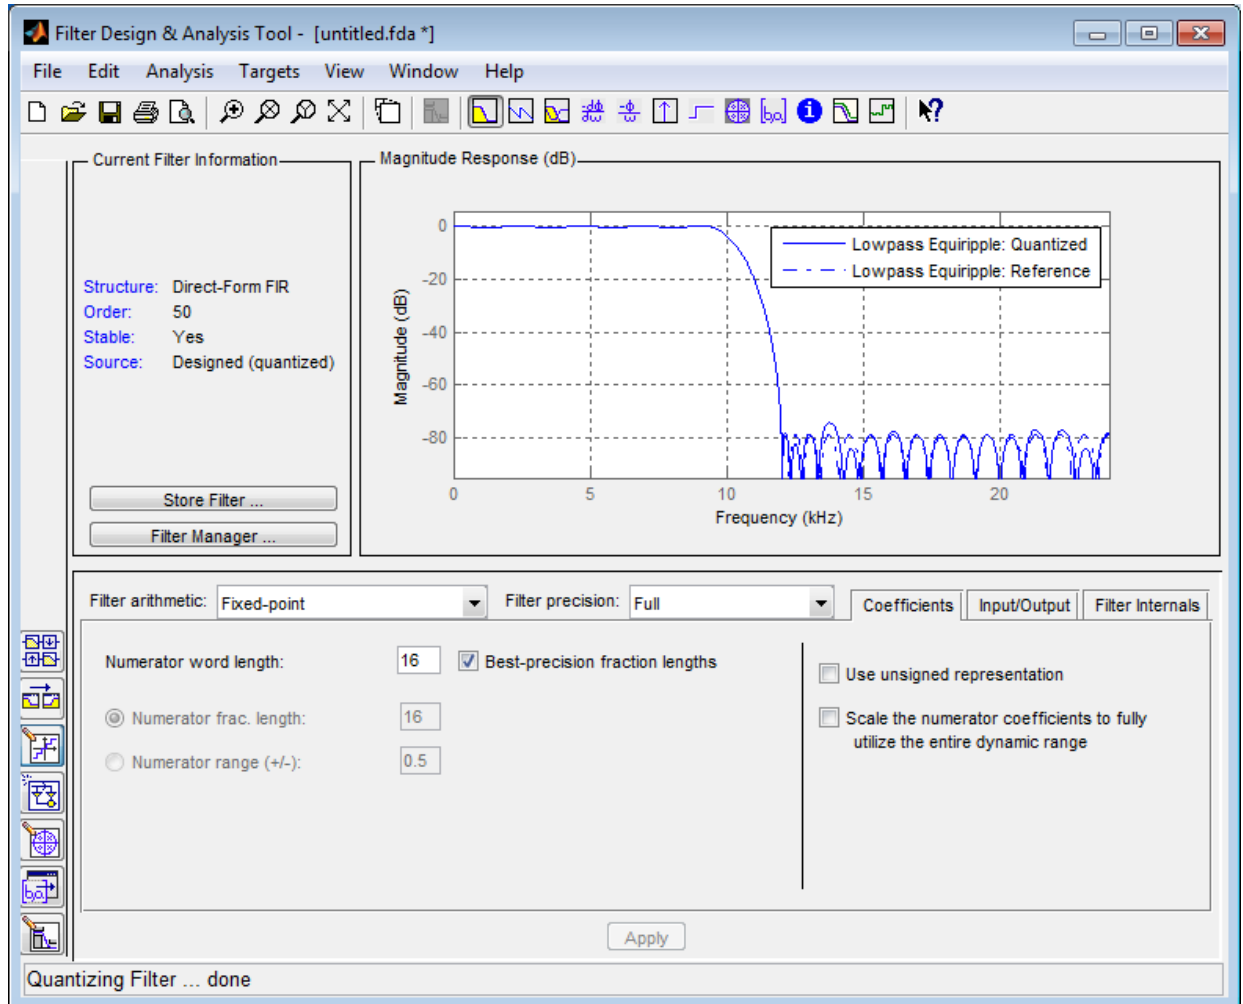 Filter Design & Analysis Tool - [untitled.fda *]
File Edit Analysis Targets View Window Help
Current Filter Information
Structure: Direct-Form FIR
Order: 50
Stable: Yes
Source: Designed (quantized)
Store Filter ...
Filter Manager ...
Magnitude Response (dB)
Magnitude (dB)
0
-20
-40
-60
-80
Lowpass Equiripple: Quantized
Lowpass Equiripple: Reference
0 5 10 15 20
Frequency (kHz)
Filter arithmetic: Fixed-point Filter precision: Full Coefficients Input/Output Filter Internals
Numerator word length: 16 Best-precision fraction lengths
Numerator frac. length: 16
Numerator range (+/-): 0.5
Use unsigned representation
Scale the numerator coefficients to fully
utilize the entire dynamic range
Apply
Quantizing Filter ... done